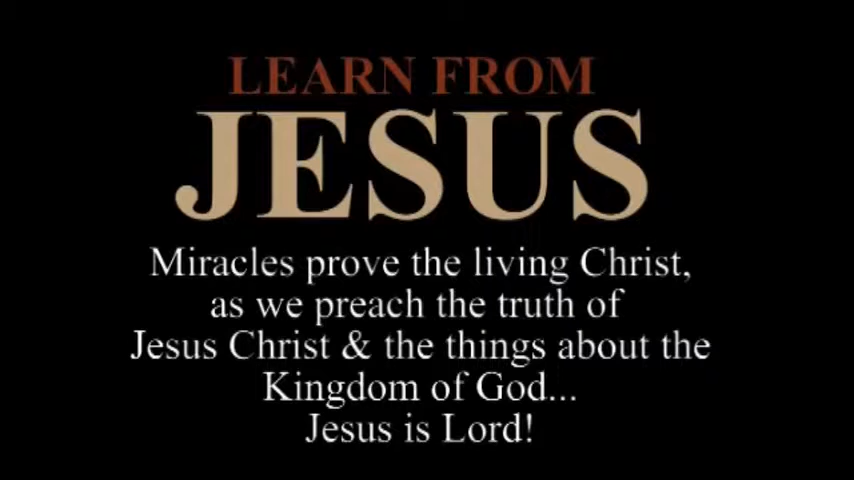 LEARN FROM
JESUS
Miracles prove the living Christ,
as we preach the truth of
Jesus Christ & the things about the
Kingdom of God...
Jesus is Lord!